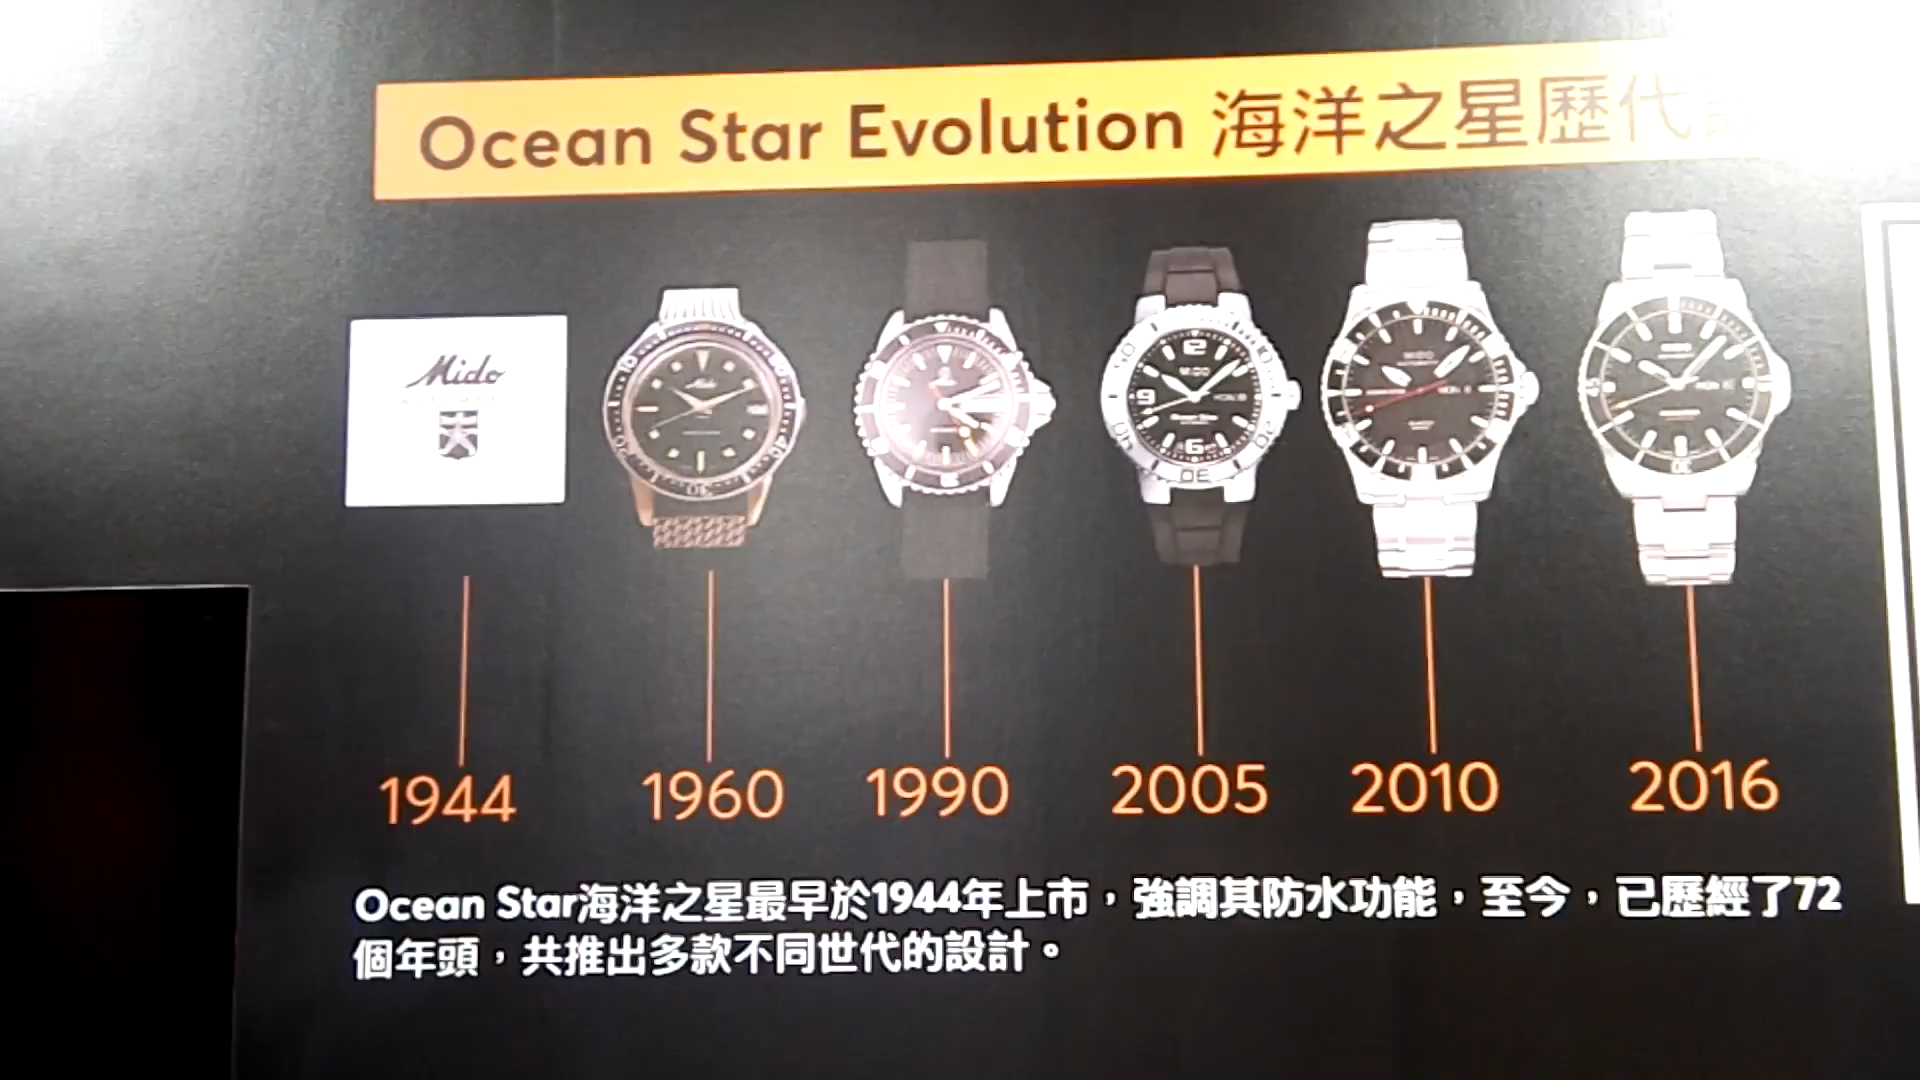 Ocean Star Evolution 海洋之星歷代
Mido
1944
1960
1990
2005
2010
2016
Ocean Star海洋之星最早於1944年上市，強調其防水功能，至今，已歷經了72
個年頭，共推出多款不同世代的設計。